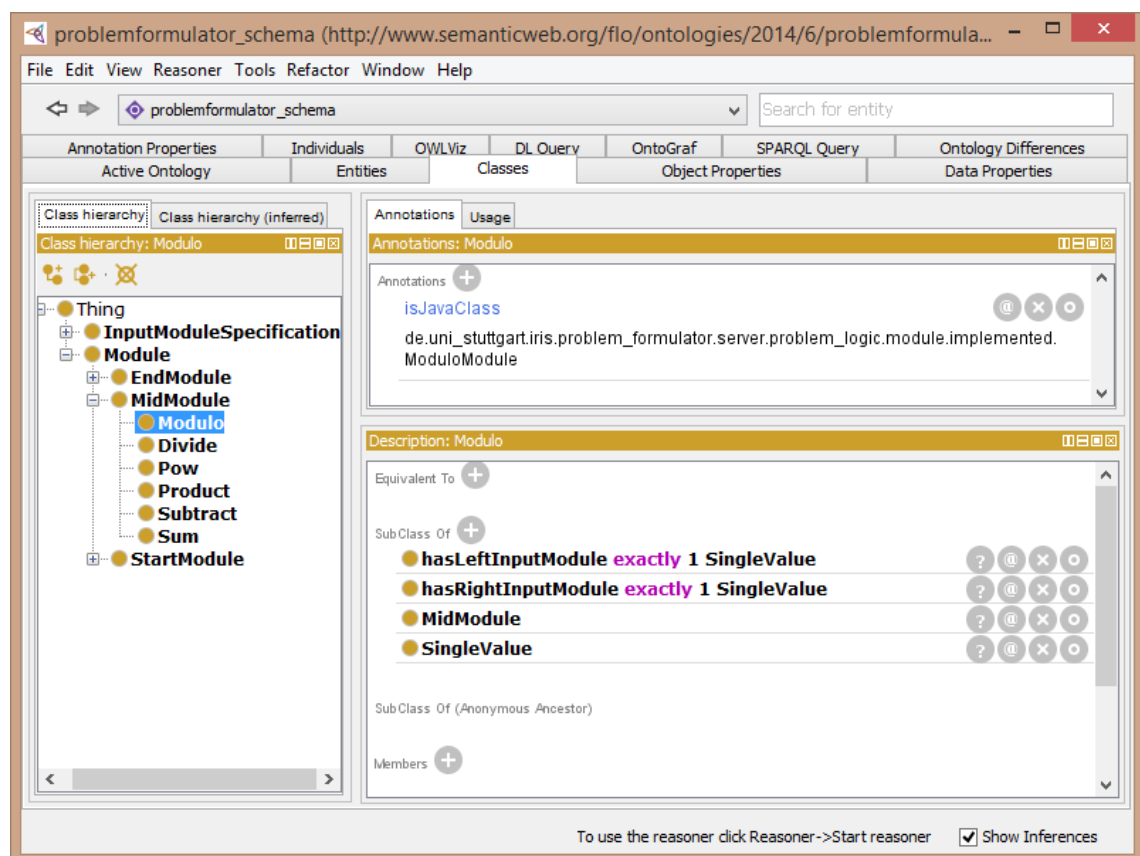 problemformulator_schema (http://www.semanticweb.org/flo/ontologies/2014/6/problemformula...
File Edit View Reasoner Tools Refactor Window Help
problemformulator_schema
Search for entity
Annotation Properties Individuals OWLViz DL Query OntoGraf SPARQL Query Ontology Differences
Active Ontology Entities Classes Object Properties Data Properties
Class hierarchy Class hierarchy (inferred)
Class hierarchy: Modulo
Thing
InputModuleSpecification
Module
EndModule
MidModule
Modulo
Divide
Pow
Product
Subtract
Sum
StartModule
Annotations Usage
Annotations: Modulo
Annotations
isJavaClass
de.uni_stuttgart.iris.problem_formulator.server.problem_logic.module.implemented.
ModuloModule
Description: Modulo
Equivalent To
SubClass Of
hasLeftInputModule exactly 1 SingleValue
hasRightInputModule exactly 1 SingleValue
MidModule
SingleValue
SubClass Of (Anonymous Ancestor)
Members
To use the reasoner click Reasoner->Start reasoner Show Inferences